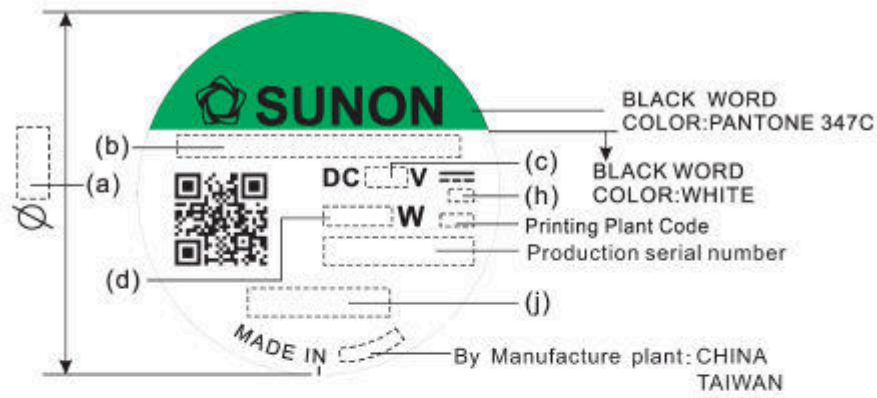 SUNON
BLACK WORD
COLOR:PANTONE 347C
(b)
(c)
(a)
DC V
BLACK WORD
COLOR:WHITE
(h)
W
Printing Plant Code
Production serial number
(d)
(j)
MADE IN
By Manufacture plant: CHINA
TAIWAN
Ø